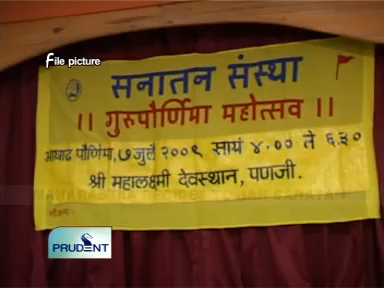 File picture
सनातन संस्था
।। गुरुपौर्णिमा महोत्सव ।।
आषाढ पौर्णिमा, ७ जुलै २००९ सायं ४.०० ते ६.३०
श्री महालक्ष्मी देवस्थान, पणजी.
PRUDENT